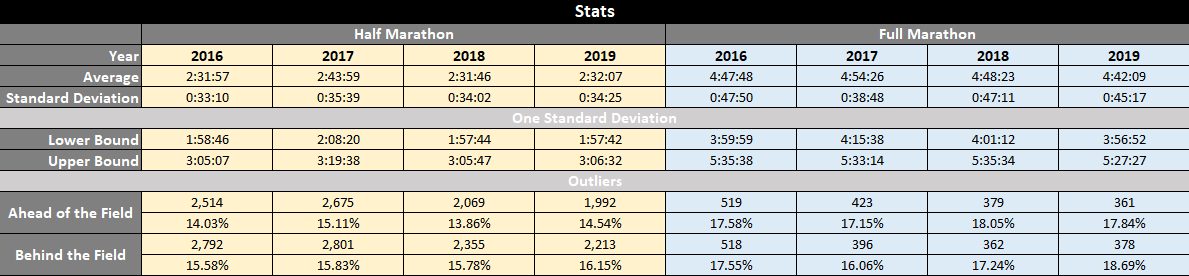 Stats
Half Marathon Full Marathon
Year 2016 2017 2018 2019 2016 2017 2018 2019
Average 2:31:57 2:43:59 2:31:46 2:32:07 4:47:48 4:54:26 4:48:23 4:42:09
Standard Deviation 0:33:10 0:35:39 0:34:02 0:34:25 0:47:50 0:38:48 0:47:11 0:45:17
One Standard Deviation
Lower Bound 1:58:46 2:08:20 1:57:44 1:57:42 3:59:59 4:15:38 4:01:12 3:56:52
Upper Bound 3:05:07 3:19:38 3:05:47 3:06:32 5:35:38 5:33:14 5:35:34 5:27:27
Outliers
Ahead of the Field 2,514 2,675 2,069 1,992 519 423 379 361
14.03% 15.11% 13.86% 14.54% 17.58% 17.15% 18.05% 17.84%
Behind the Field 2,792 2,801 2,355 2,213 518 396 362 378
15.58% 15.83% 15.78% 16.15% 17.55% 16.06% 17.24% 18.69%